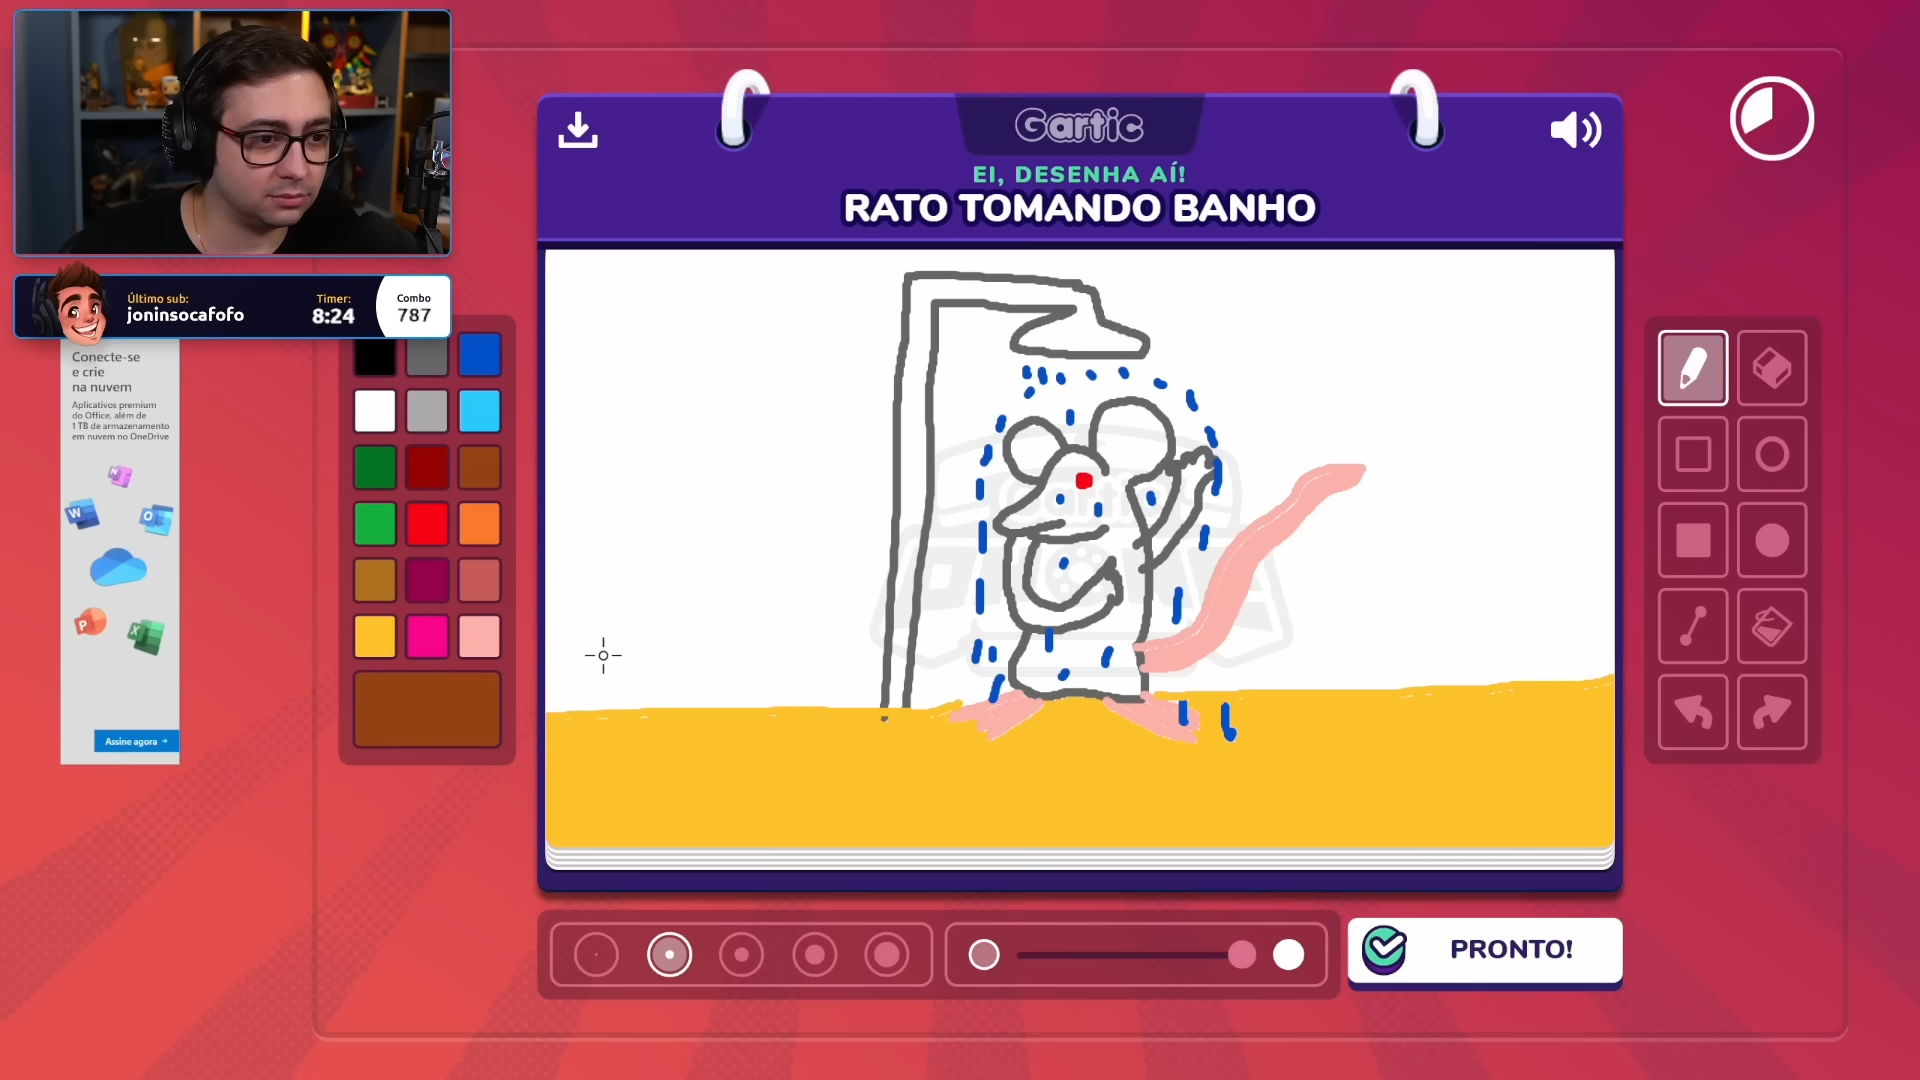 Gartic
EI, DESENHA AÍ!
RATO TOMANDO BANHO
Último sub:
joninsocafofo
Timer:
8:24
Combo
787
Conecte-se
e crie
na nuvem
Aplicativos premium
do Office, além de
1 TB de armazenamento
em nuvem no OneDrive
N
W
O
P
X
Assine agora →
PRONTO!